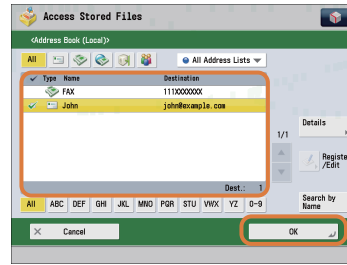 Access Stored Files
<Address Book (Local)>
All
All Address Lists
Type Name Destination
FAX 111XXXXXXX
John john@example.com
1/1
Details
Registe
/Edit
Dest.: 1
All ABC DEF GHI JKL MNO PQR STU VWX YZ 0-9
Search by
Name
Cancel
OK